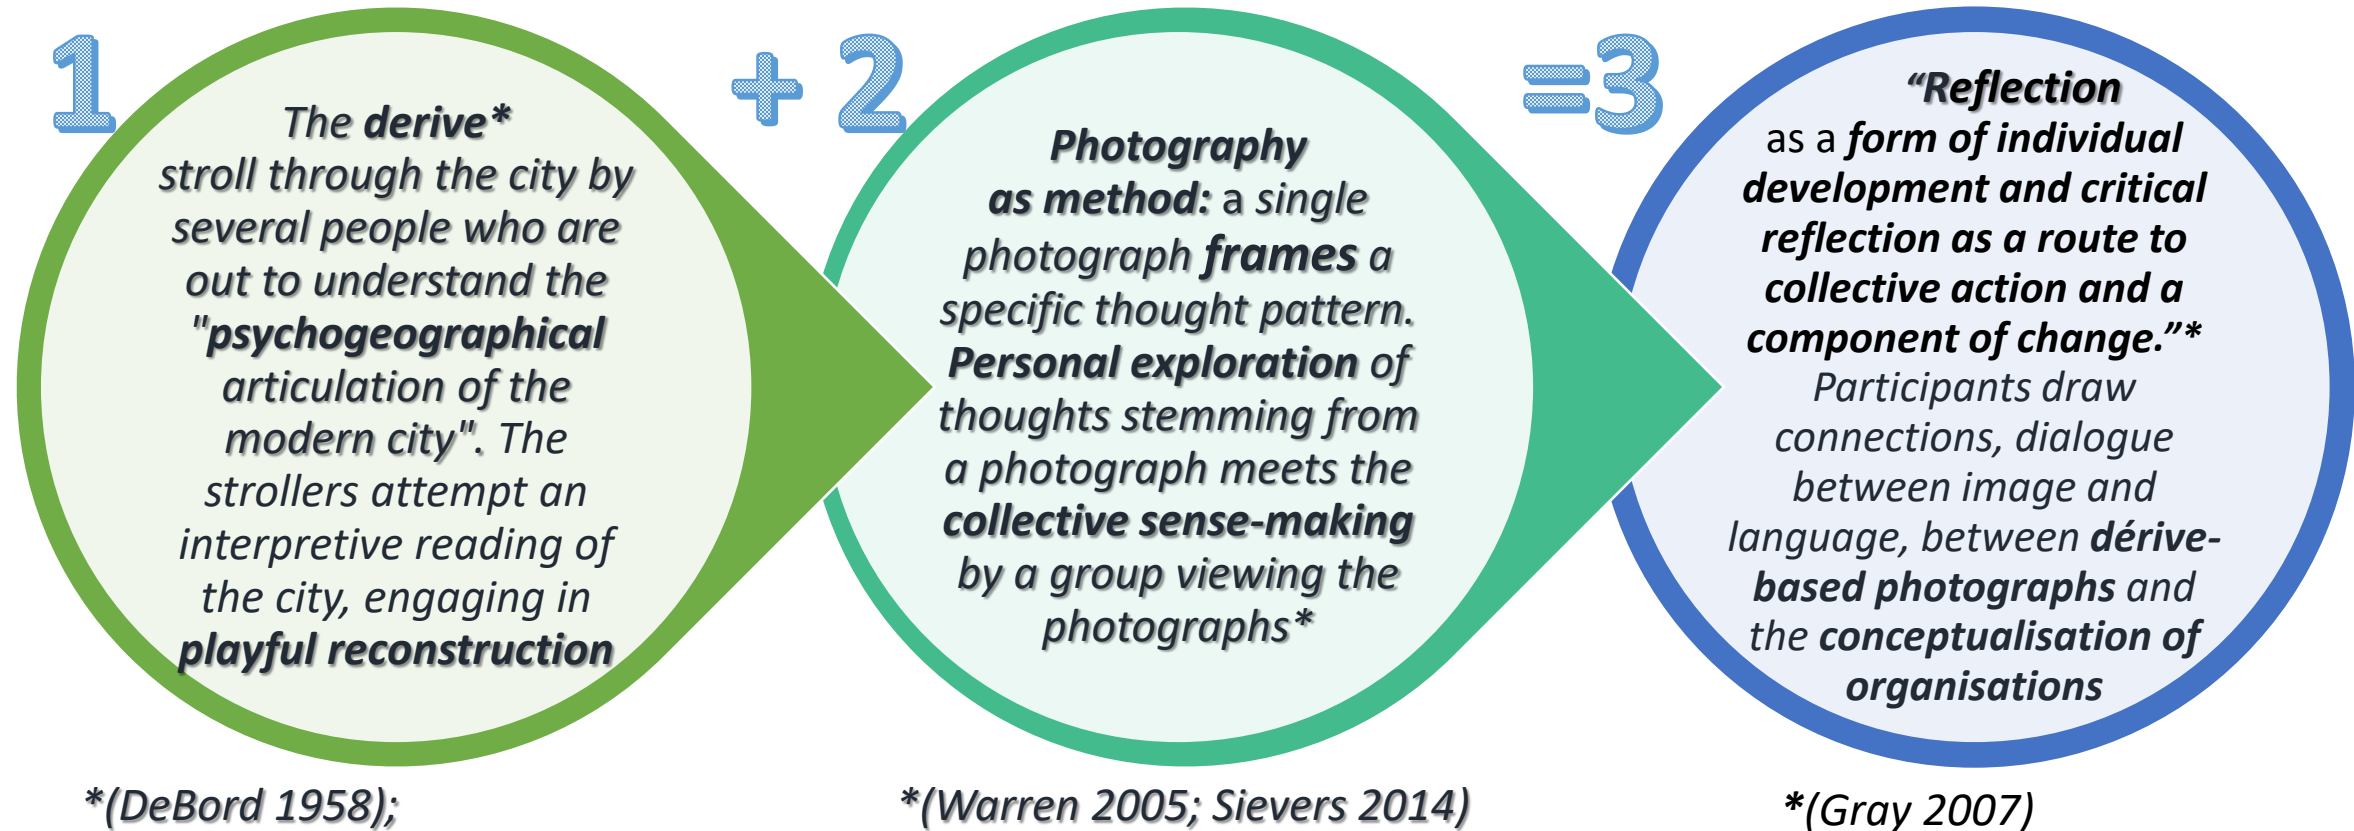 1
The derive*
stroll through the city by
several people who are
out to understand the
"psychogeographical
articulation of the
modern city". The
strollers attempt an
interpretive reading of
the city, engaging in
playful reconstruction
*(DeBord 1958);
+ 2
Photography
as method: a single
photograph frames a
specific thought pattern.
Personal exploration of
thoughts stemming from
a photograph meets the
collective sense-making
by a group viewing the
photographs*
*(Warren 2005; Sievers 2014)
=3
“Reflection
as a form of individual
development and critical
reflection as a route to
collective action and a
component of change.”*
Participants draw
connections, dialogue
between image and
language, between dérive-
based photographs and
the conceptualisation of
organisations
*(Gray 2007)